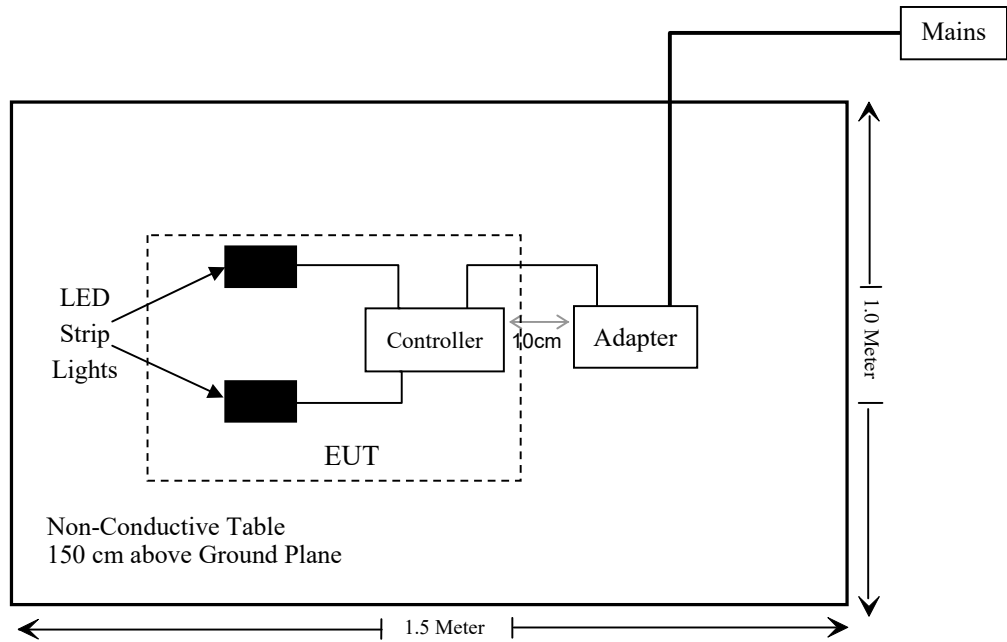 Mains
LED
Strip
Lights
Controller
10cm
Adapter
1.0 Meter
EUT
Non-Conductive Table
150 cm above Ground Plane
1.5 Meter